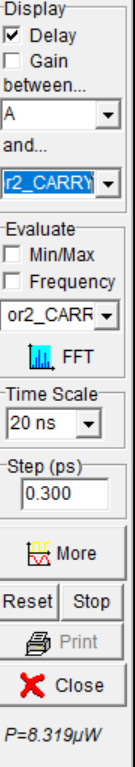 Display
Delay
Gain
between...
A
and...
r2_CARRY
Evaluate
Min/Max
Frequency
or2_CARR
FFT
Time Scale
20 ns
Step (ps)
0.300
More
Reset Stop
Print
Close
P=8.319µW